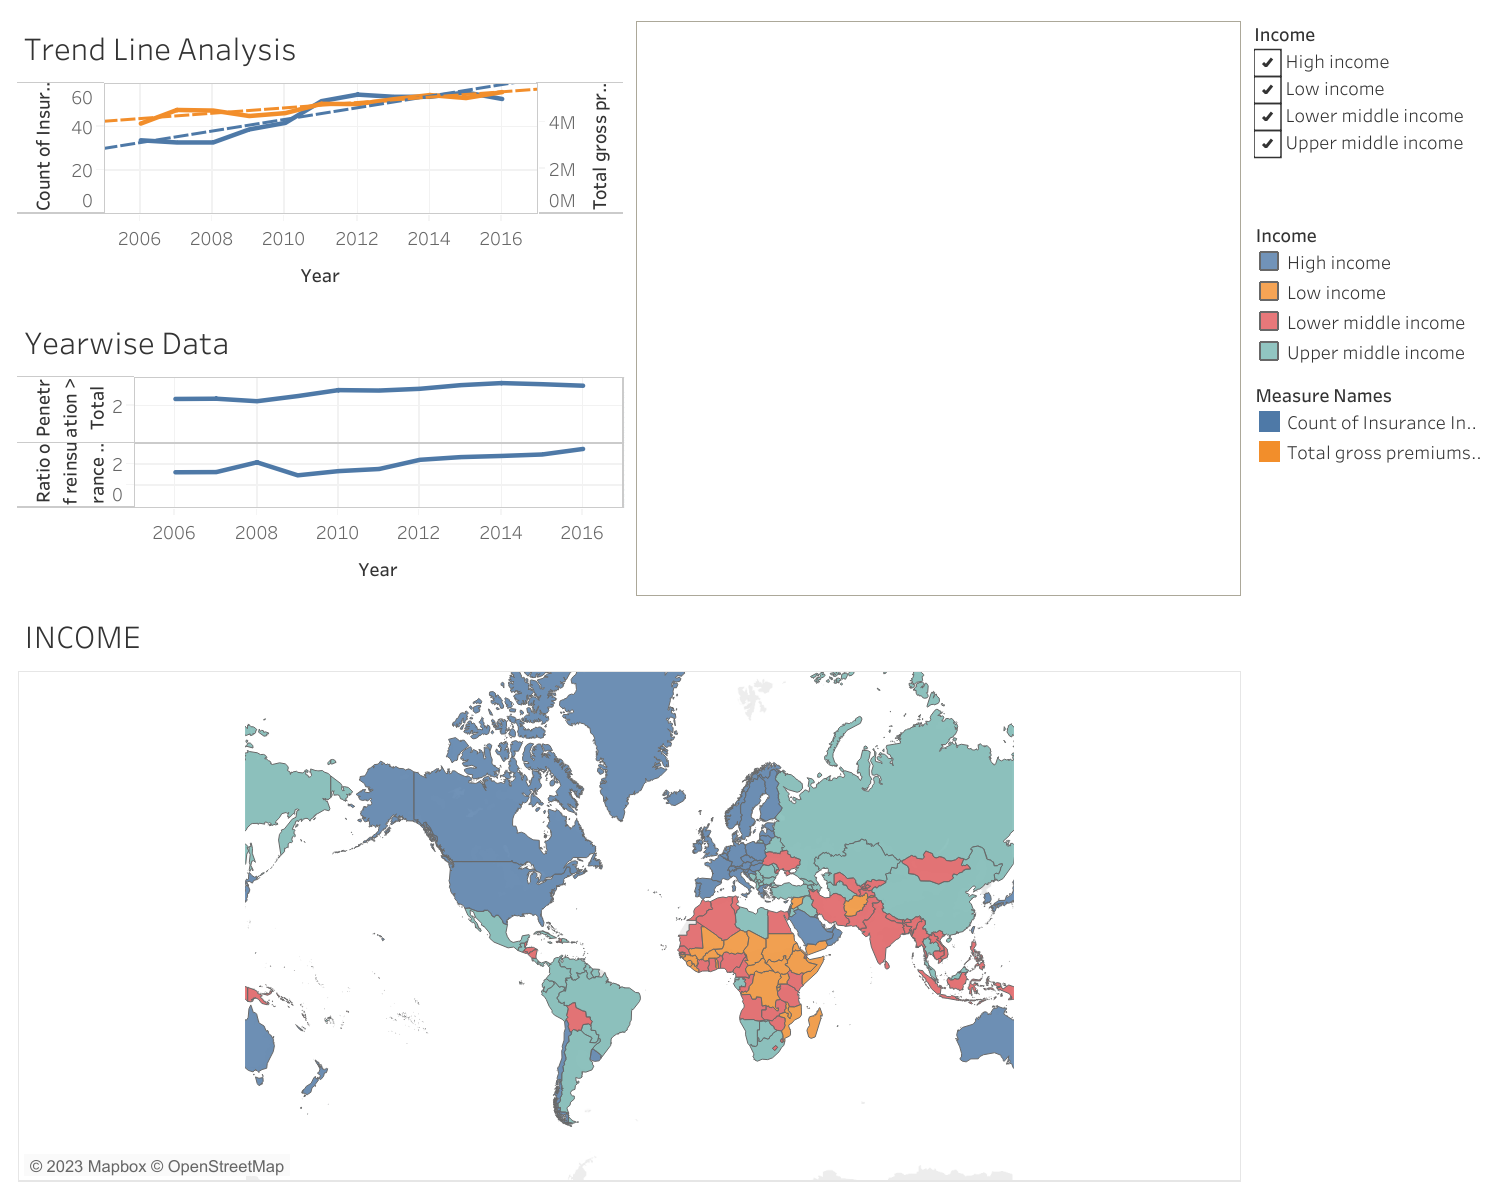 Trend Line Analysis
Count of Insur..
60
40
20
0
4M
2M
0M
Total gross pr..
2006 2008 2010 2012 2014 2016
Year
Yearwise Data
Penetr
ation >
Total
2
Ratio o
f reinsu
rance ..
2
0
2006 2008 2010 2012 2014 2016
Year
INCOME
© 2023 Mapbox © OpenStreetMap
Income
High income
Low income
Lower middle income
Upper middle income
Income
High income
Low income
Lower middle income
Upper middle income
Measure Names
Count of Insurance In..
Total gross premiums..